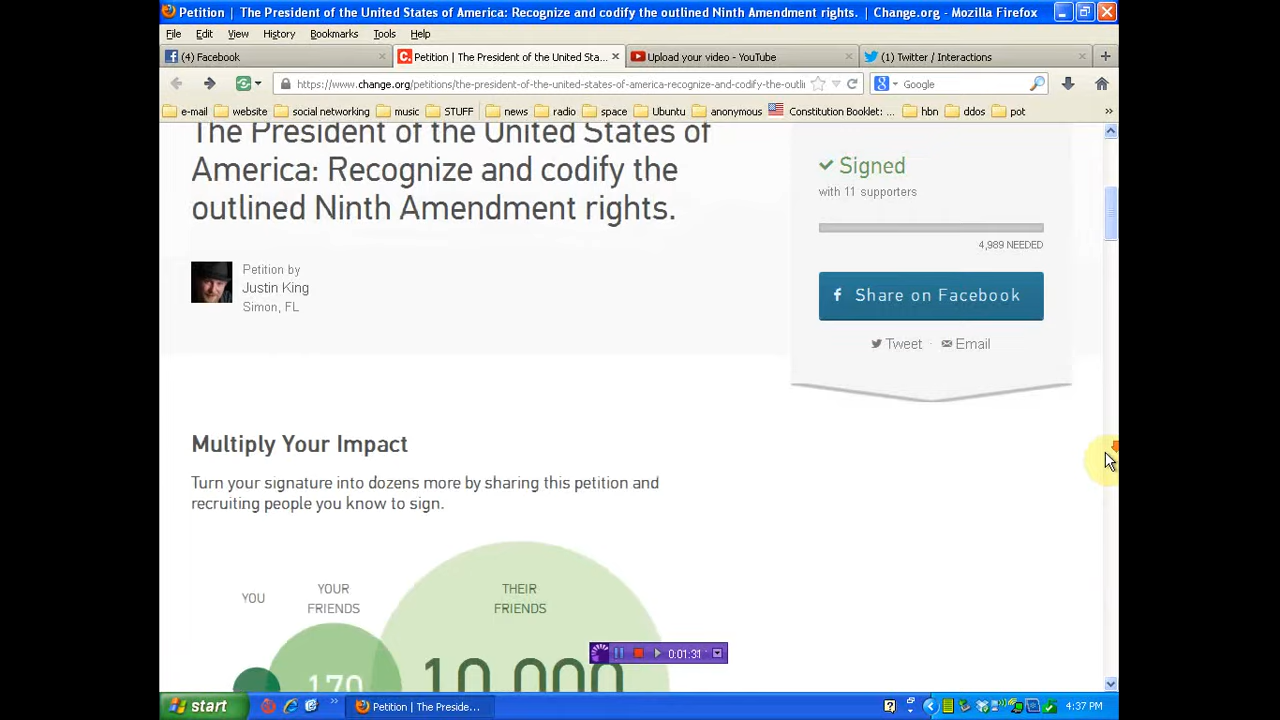 Petition | The President of the United States of America: Recognize and codify the outlined Ninth Amendment rights. | Change.org - Mozilla Firefox
File Edit View History Bookmarks Tools Help
Facebook
Petition | The President of the United Sta...
Upload your video - YouTube
(1) Twitter / Interactions
https://www.change.org/petitions/the-president-of-the-united-states-of-america-recognize-and-codify-the-outli
Google
e-mail website social networking music STUFF news radio space Ubuntu anonymous Constitution Booklet: ... hbn ddos pot
The President of the United States of
America: Recognize and codify the
outlined Ninth Amendment rights.
Petition by
Justin King
Simon, FL
Signed
with 11 supporters
4,989 NEEDED
Share on Facebook
Tweet · Email
Multiply Your Impact
Turn your signature into dozens more by sharing this petition and
recruiting people you know to sign.
YOU
YOUR
FRIENDS
THEIR
FRIENDS
170
10,000
0:01:31
start
Petition | The Preside...
4:37 PM